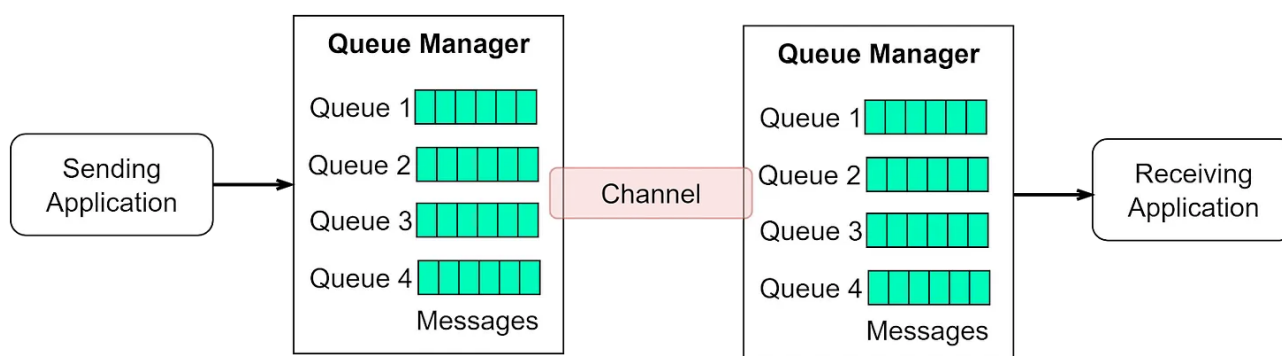 Sending
Application
Queue Manager
Queue 1
Queue 2
Queue 3
Queue 4
Messages
Channel
Queue Manager
Queue 1
Queue 2
Queue 3
Queue 4
Messages
Receiving
Application